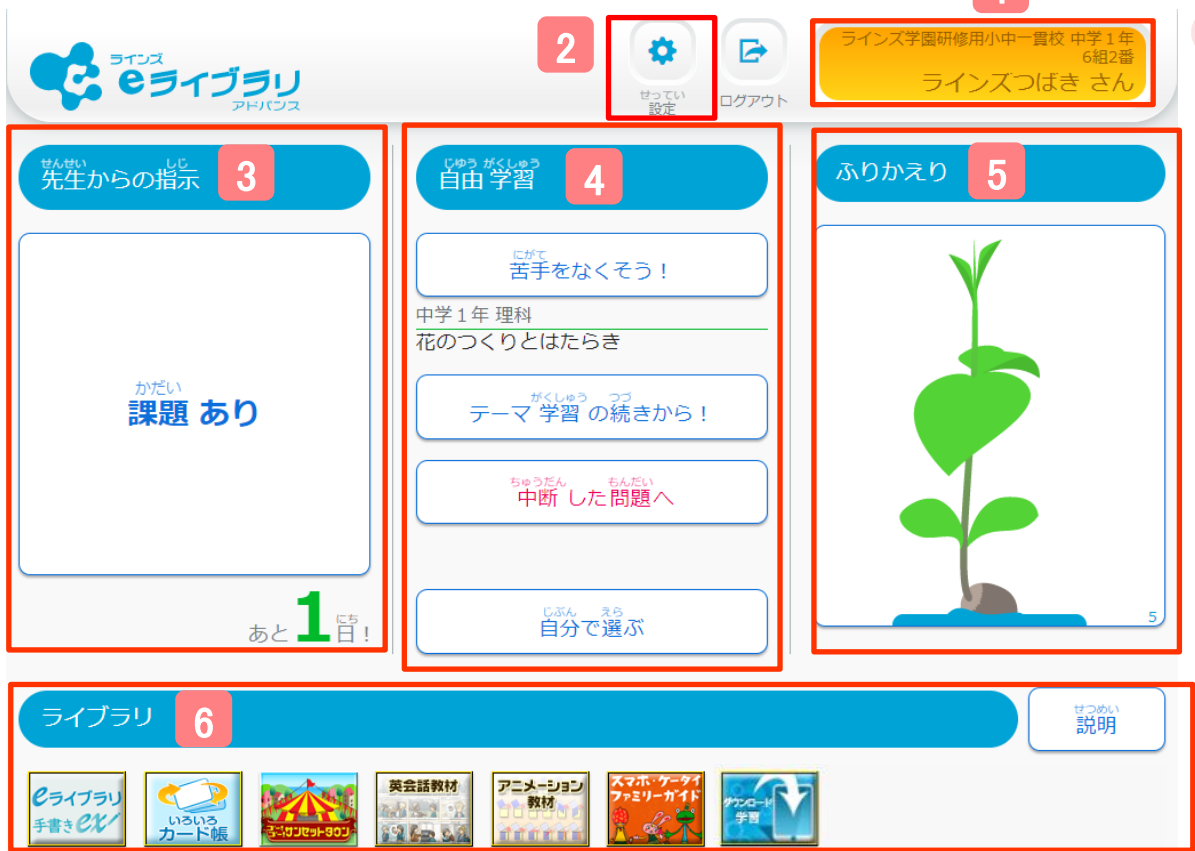 2
ラインズ
eライブラリ
アドバンス
せってい
設定
ログアウト
ラインズ学園研修用小中一貫校 中学1年
6組2番
ラインズつばき さん
せんせい しじ
先生からの指示
3
じゆう がくしゅう
自由 学習
4
ふりかえり
5
かだい
課題 あり
あと1日!
にち
にがて
苦手をなくそう!
中学1年 理科
花のつくりとはたらき
がくしゅう つづ
テーマ 学習 の続きから!
ちゅうだん もんだい
中断 した 問題へ
じぶん えら
自分で選ぶ
5
ライブラリ
6
せつめい
説明
eライブラリ
手書きex
いろいろ
カード帳
英会話教材
アニメーション
教材
スマホ・ケータイ
ファミリーガイド
ダウンロード
学習